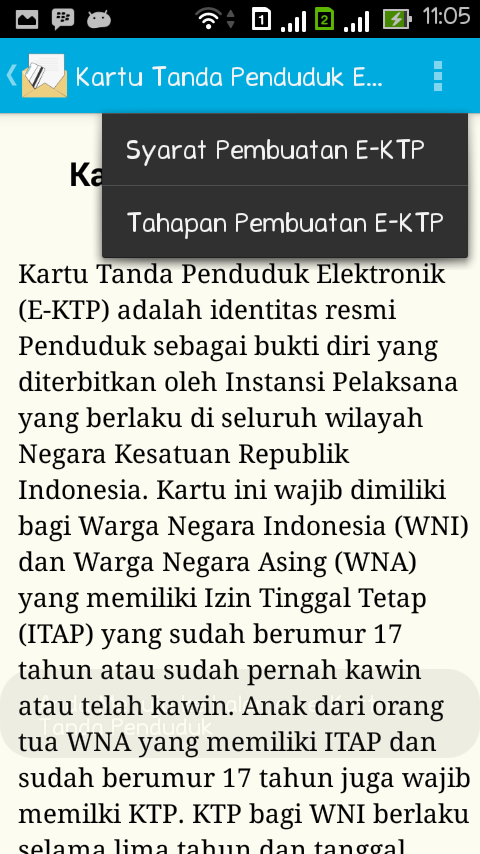 11:05
Kartu Tanda Penduduk E...
Syarat Pembuatan E-KTP
Tahapan Pembuatan E-KTP
Ka
Kartu Tanda Penduduk Elektronik
(E-KTP) adalah identitas resmi
Penduduk sebagai bukti diri yang
diterbitkan oleh Instansi Pelaksana
yang berlaku di seluruh wilayah
Negara Kesatuan Republik
Indonesia. Kartu ini wajib dimiliki
bagi Warga Negara Indonesia (WNI)
dan Warga Negara Asing (WNA)
yang memiliki Izin Tinggal Tetap
(ITAP) yang sudah berumur 17
tahun atau sudah pernah kawin
atau telah kawin. Anak dari orang
Tanda Penduduk
tua WNA yang memiliki ITAP dan
sudah berumur 17 tahun juga wajib
memilki KTP. KTP bagi WNI berlaku
selama lima tahun dan tanggal